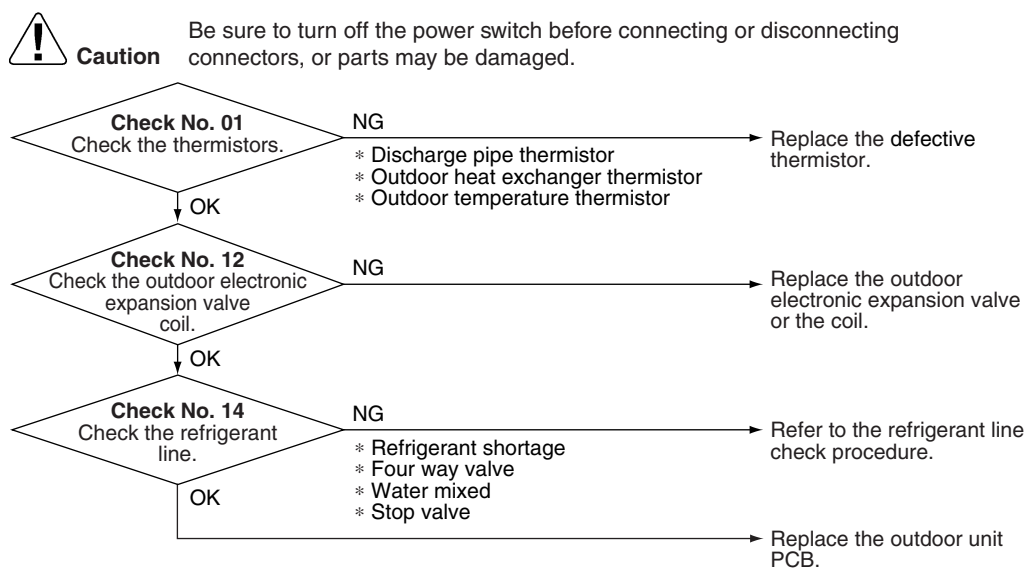 Be sure to turn off the power switch before connecting or disconnecting
Caution connectors, or parts may be damaged.
Check No. 01
Check the thermistors.
NG
∗ Discharge pipe thermistor
∗ Outdoor heat exchanger thermistor
∗ Outdoor temperature thermistor
Replace the defective
thermistor.
OK
Check No. 12
Check the outdoor electronic
expansion valve
coil.
NG
Replace the outdoor
electronic expansion valve
or the coil.
OK
Check No. 14
Check the refrigerant
line.
NG
∗ Refrigerant shortage
∗ Four way valve
∗ Water mixed
∗ Stop valve
Refer to the refrigerant line
check procedure.
OK
Replace the outdoor unit
PCB.